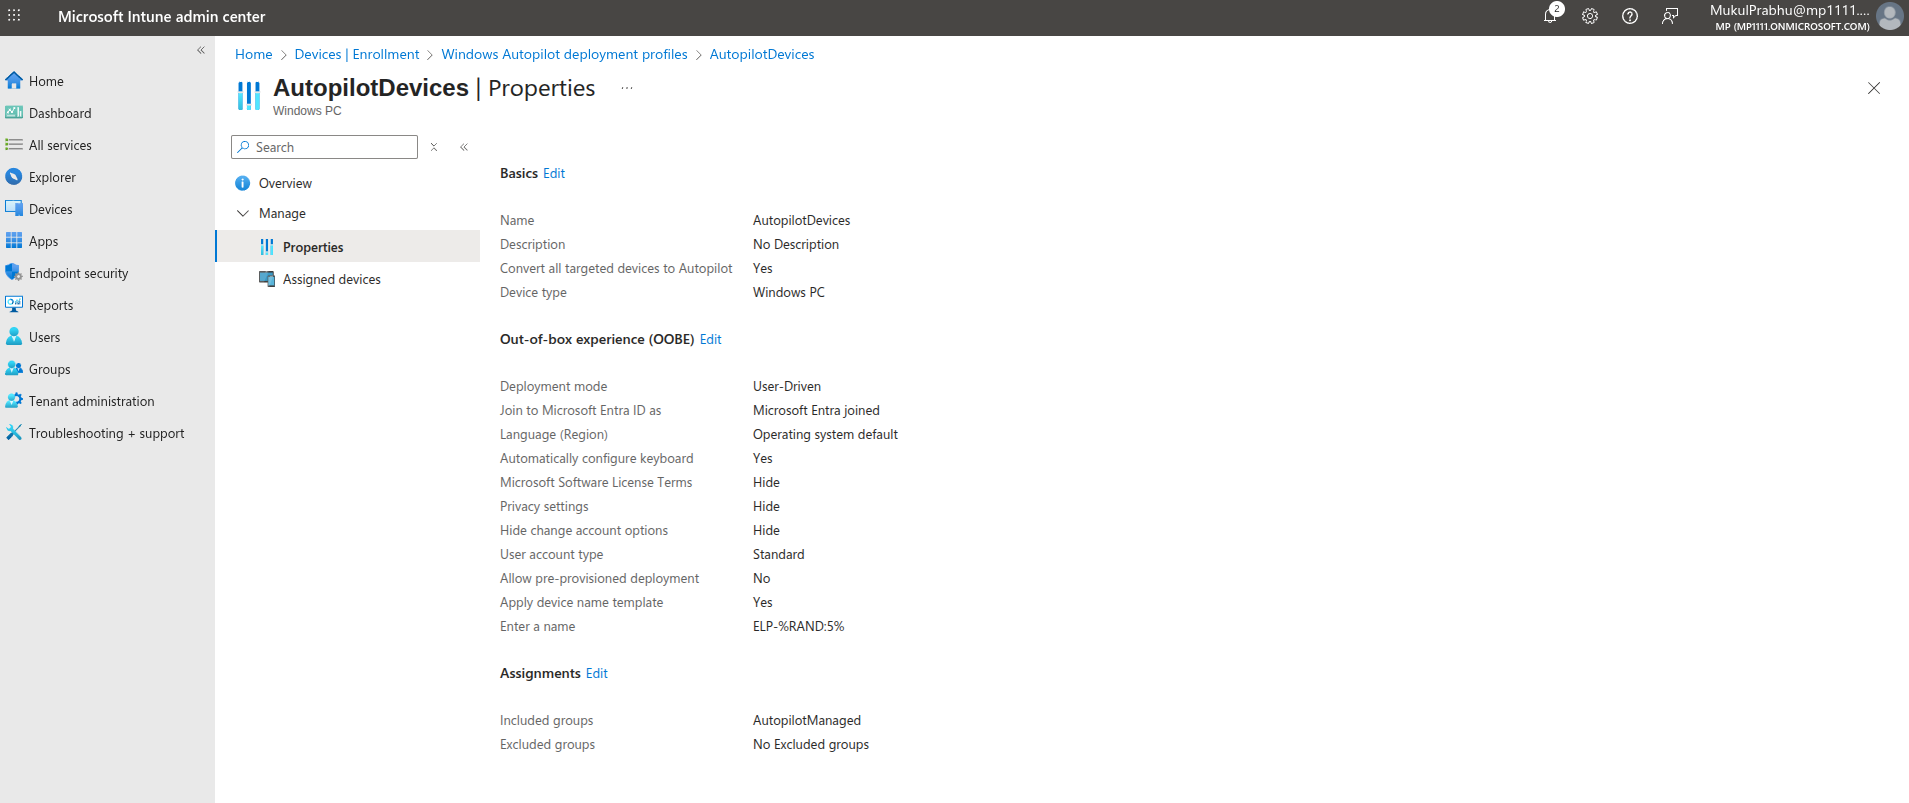 Microsoft Intune admin center
2
MukulPrabhu@mp1111....
MP (MP1111.ONMICROSOFT.COM)
Home
Dashboard
All services
Explorer
Devices
Apps
Endpoint security
Reports
Users
Groups
Tenant administration
Troubleshooting + support
Home > Devices | Enrollment > Windows Autopilot deployment profiles > AutopilotDevices
AutopilotDevices | Properties ...
Windows PC
Search
Overview
Manage
Properties
Assigned devices
Basics Edit
Name AutopilotDevices
Description No Description
Convert all targeted devices to Autopilot Yes
Device type Windows PC
Out-of-box experience (OOBE) Edit
Deployment mode User-Driven
Join to Microsoft Entra ID as Microsoft Entra joined
Language (Region) Operating system default
Automatically configure keyboard Yes
Microsoft Software License Terms Hide
Privacy settings Hide
Hide change account options Hide
User account type Standard
Allow pre-provisioned deployment No
Apply device name template Yes
Enter a name ELP-%RAND:5%
Assignments Edit
Included groups AutopilotManaged
Excluded groups No Excluded groups